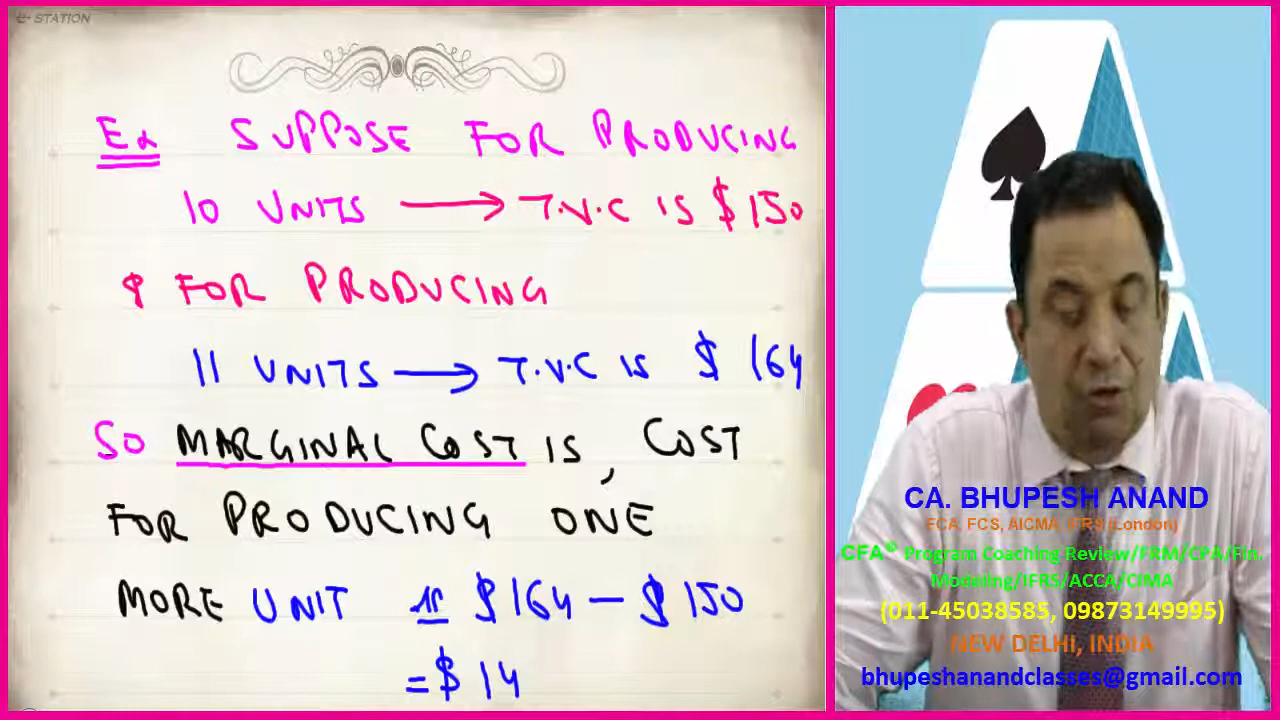 STATION
Ex SUPPOSE FOR PRODUCING
10 UNITS → T.V.C IS $150
& FOR PRODUCING
11 UNITS → T.V.C IS $ 164
SO MARGINAL COST IS, COST
FOR PRODUCING ONE
MORE UNIT is $164 - $150
= $ 14
CA. BHUPESH ANAND
FCA, FCS, AICMA, IFRS (London)
CFA® Program Coaching Review/FRM/CPA/Fin.
Modeling/IFRS/ACCA/CIMA
(011-45038585, 09873149995)
NEW DELHI, INDIA
bhupeshanandclasses@gmail.com